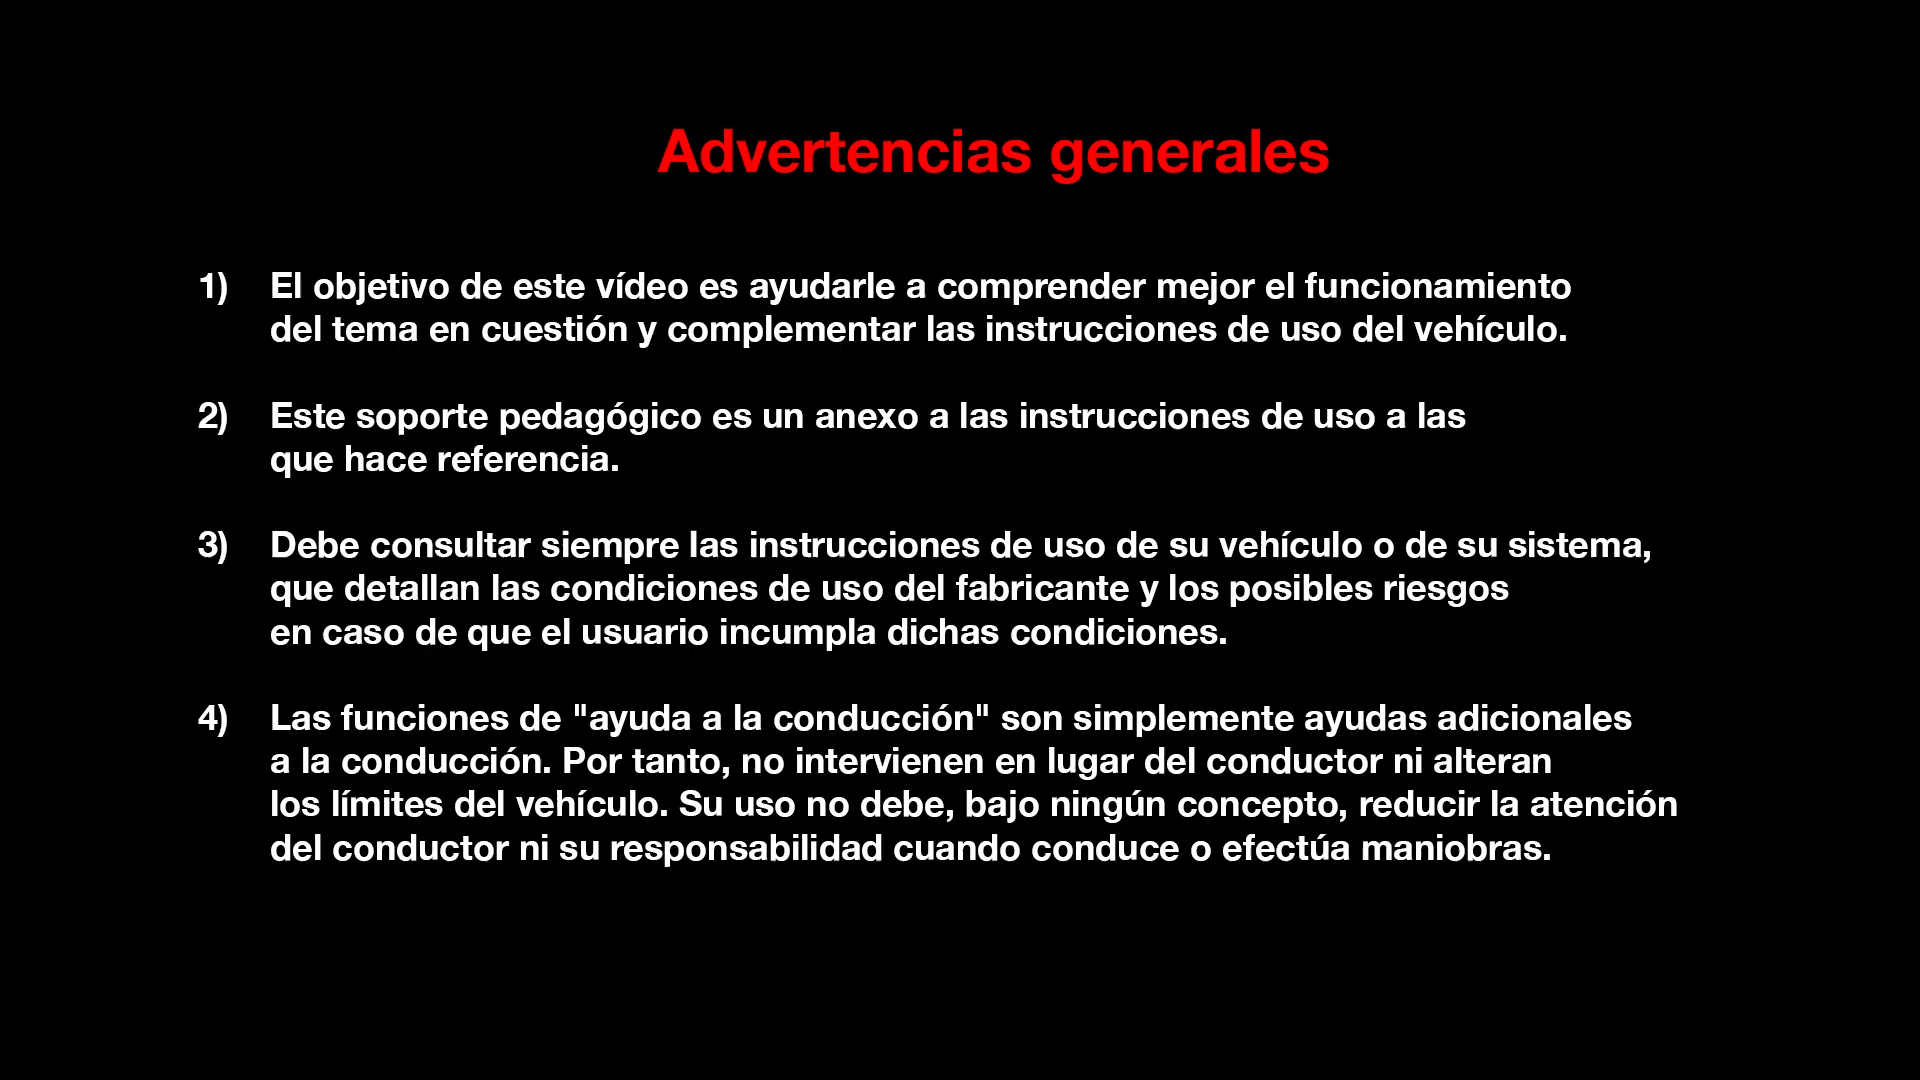 Advertencias generales
1) El objetivo de este vídeo es ayudarle a comprender mejor el funcionamiento
del tema en cuestión y complementar las instrucciones de uso del vehículo.
2) Este soporte pedagógico es un anexo a las instrucciones de uso a las
que hace referencia.
3) Debe consultar siempre las instrucciones de uso de su vehículo o de su sistema,
que detallan las condiciones de uso del fabricante y los posibles riesgos
en caso de que el usuario incumpla dichas condiciones.
4) Las funciones de "ayuda a la conducción" son simplemente ayudas adicionales
a la conducción. Por tanto, no intervienen en lugar del conductor ni alteran
los límites del vehículo. Su uso no debe, bajo ningún concepto, reducir la atención
del conductor ni su responsabilidad cuando conduce o efectúa maniobras.